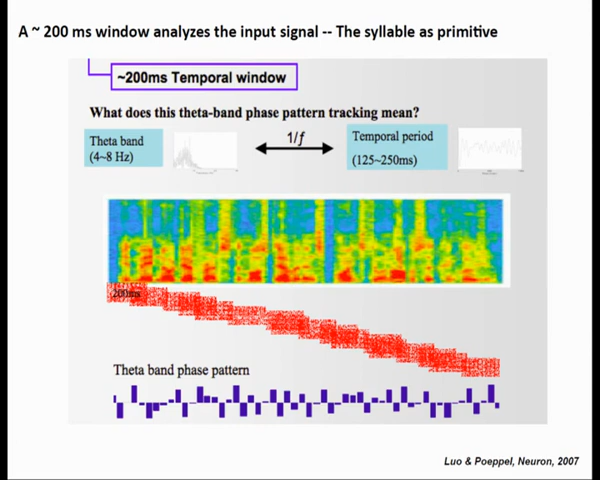 A ~ 200 ms window analyzes the input signal -- The syllable as primitive
~200ms Temporal window
What does this theta-band phase pattern tracking mean?
Theta band
(4~8 Hz)
1/f
Temporal period
(125~250ms)
200ms
Theta band phase pattern
Luo & Poeppel, Neuron, 2007